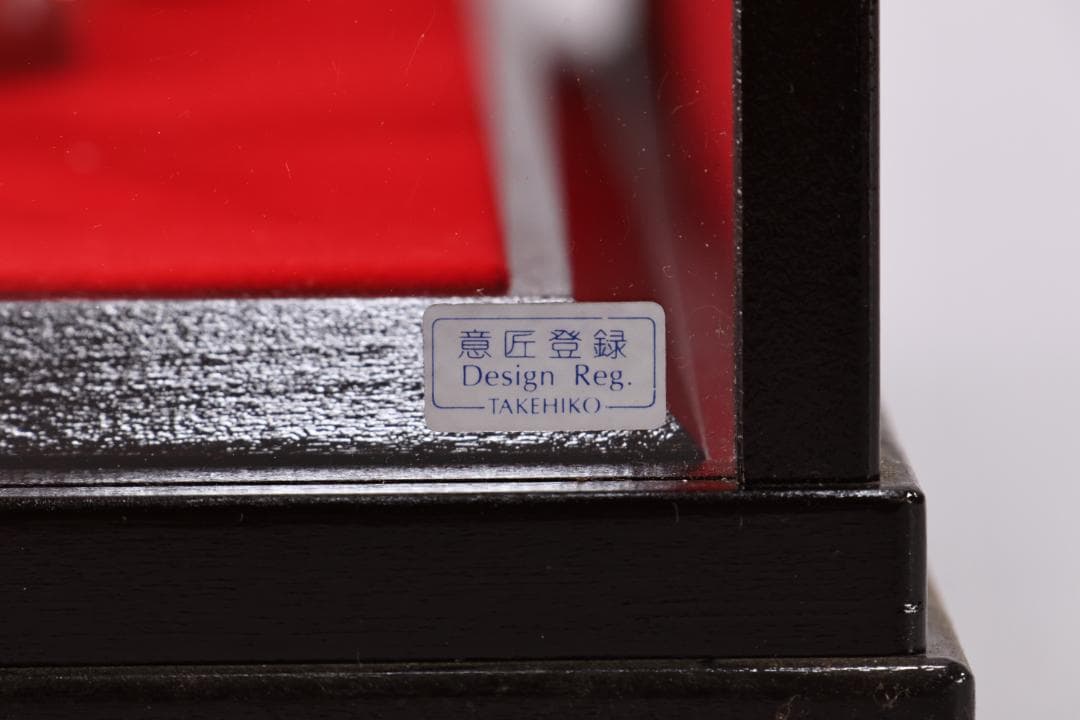 意匠登録
Design Reg.
TAKEHIKO